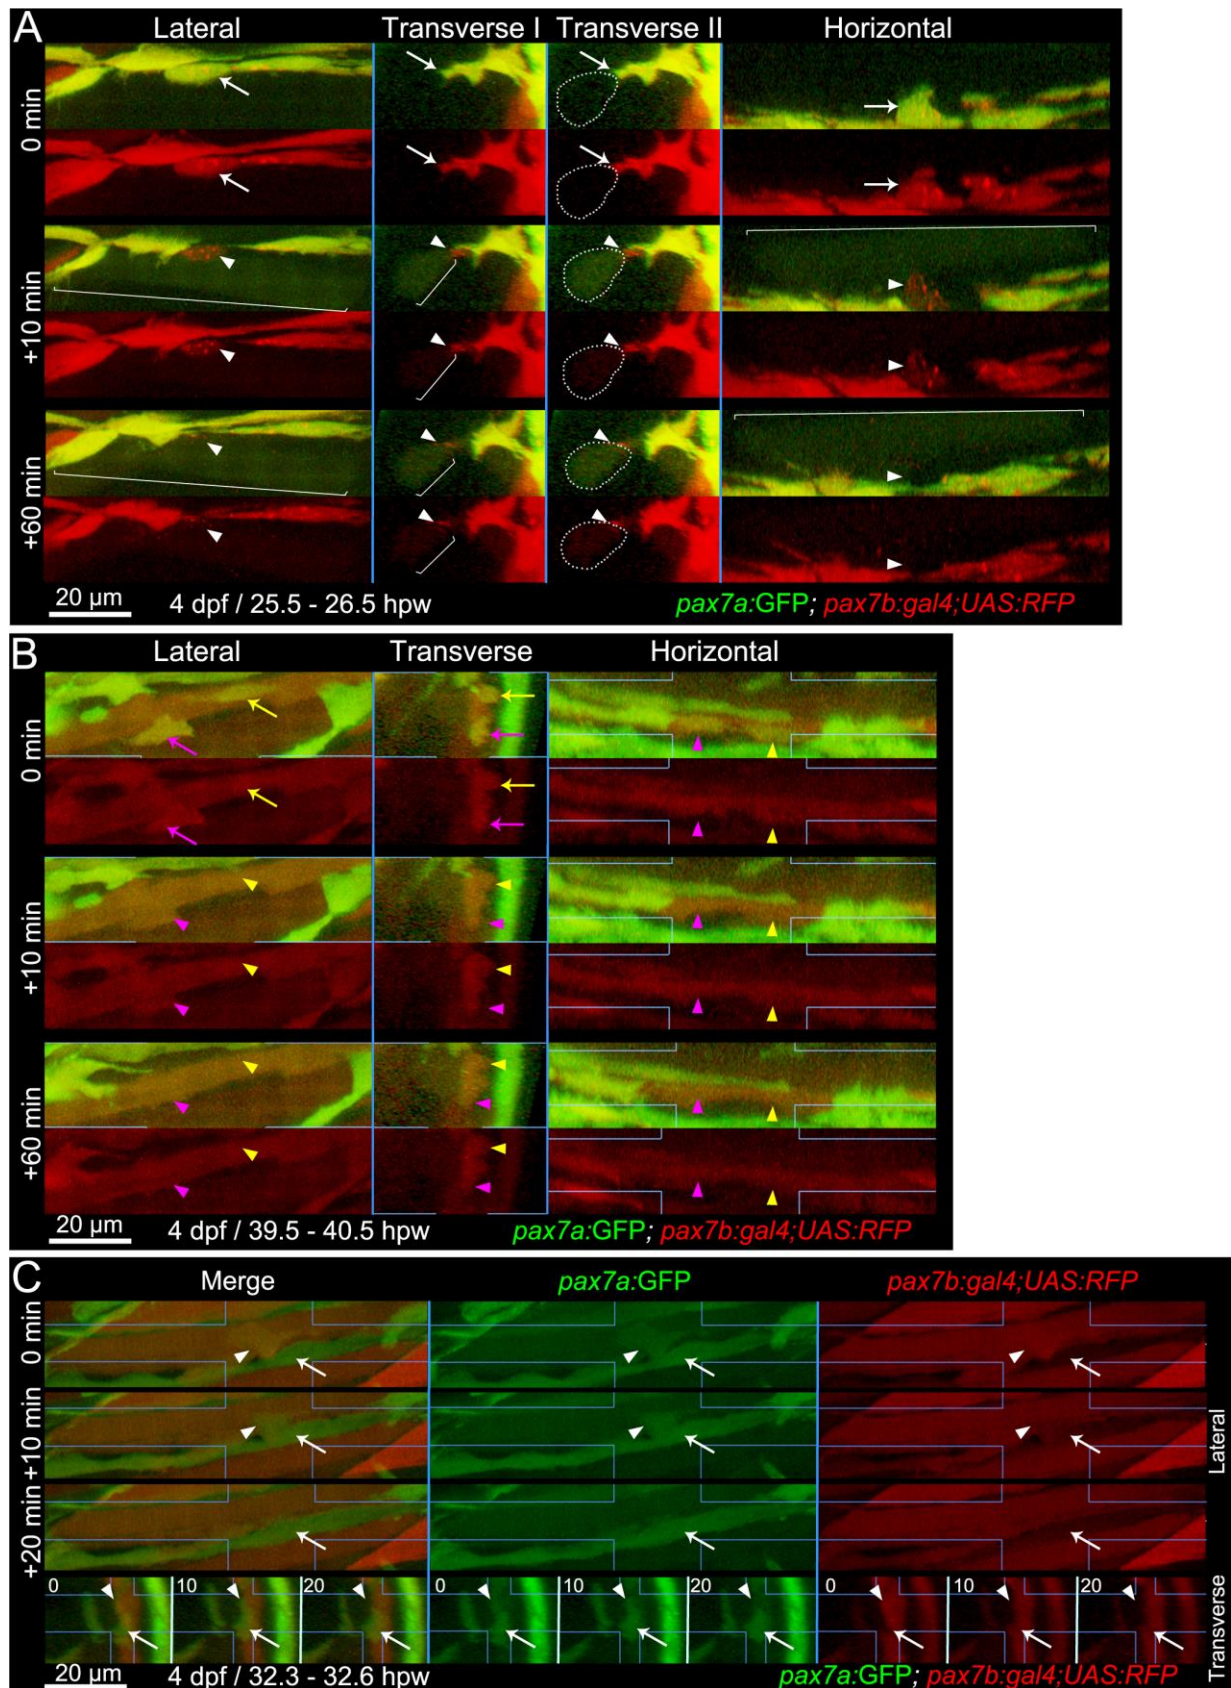 A
Lateral Transverse I Transverse II Horizontal
0 min
+10 min
+60 min
20 µm 4 dpf / 25.5 - 26.5 hpw pax7a:GFP; pax7b:gal4;UAS:RFP
B
Lateral Transverse Horizontal
0 min
+10 min
+60 min
20 µm 4 dpf / 39.5 - 40.5 hpw pax7a:GFP; pax7b:gal4;UAS:RFP
C
Merge pax7a:GFP pax7b:gal4;UAS:RFP
0 min
+10 min
+20 min
Lateral
0 10 20 0 10 20 0 10 20
Transverse
20 µm 4 dpf / 32.3 - 32.6 hpw pax7a:GFP; pax7b:gal4;UAS:RFP